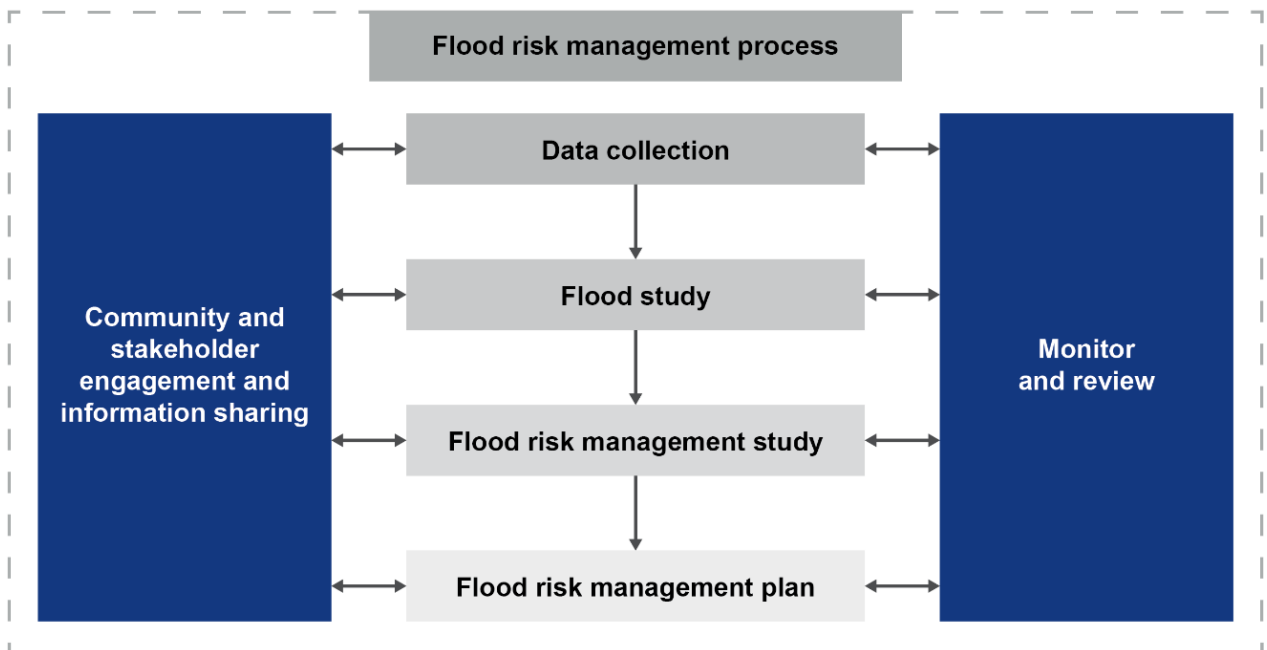 Flood risk management process
Data collection
Flood study
Community and
stakeholder
engagement and
information sharing
Monitor
and review
Flood risk management study
Flood risk management plan